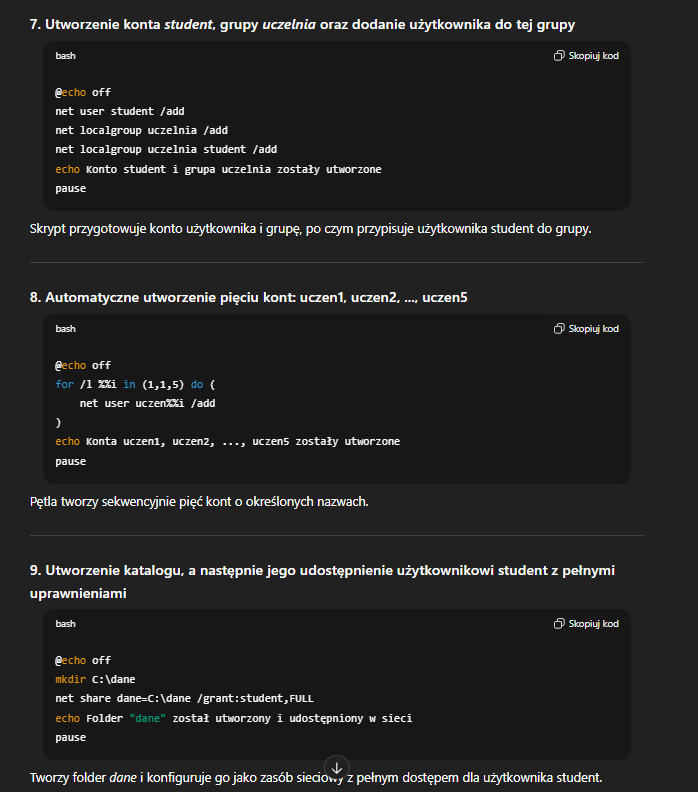 7. Utworzenie konta student, grupy uczelnia oraz dodanie użytkownika do tej grupy
bash
Skopiuj kod
@echo off
net user student /add
net localgroup uczelnia /add
net localgroup uczelnia student /add
echo Konto student i grupa uczelnia zostały utworzone
pause
Skrypt przygotowuje konto użytkownika i grupę, po czym przypisuje użytkownika student do grupy.
8. Automatyczne utworzenie pięciu kont: uczen1, uczen2, ..., uczen5
bash
Skopiuj kod
@echo off
for /l %%i in (1,1,5) do (
    net user uczen%%i /add
)
echo Konta uczen1, uczen2, ..., uczen5 zostały utworzone
pause
Pętla tworzy sekwencyjnie pięć kont o określonych nazwach.
9. Utworzenie katalogu, a następnie jego udostępnienie użytkownikowi student z pełnymi
uprawnieniami
bash
Skopiuj kod
@echo off
mkdir C:\dane
net share dane=C:\dane /grant:student,FULL
echo Folder "dane" został utworzony i udostępniony w sieci
pause
Tworzy folder dane i konfiguruje go jako zasób sieciowy z pełnym dostępem dla użytkownika student.